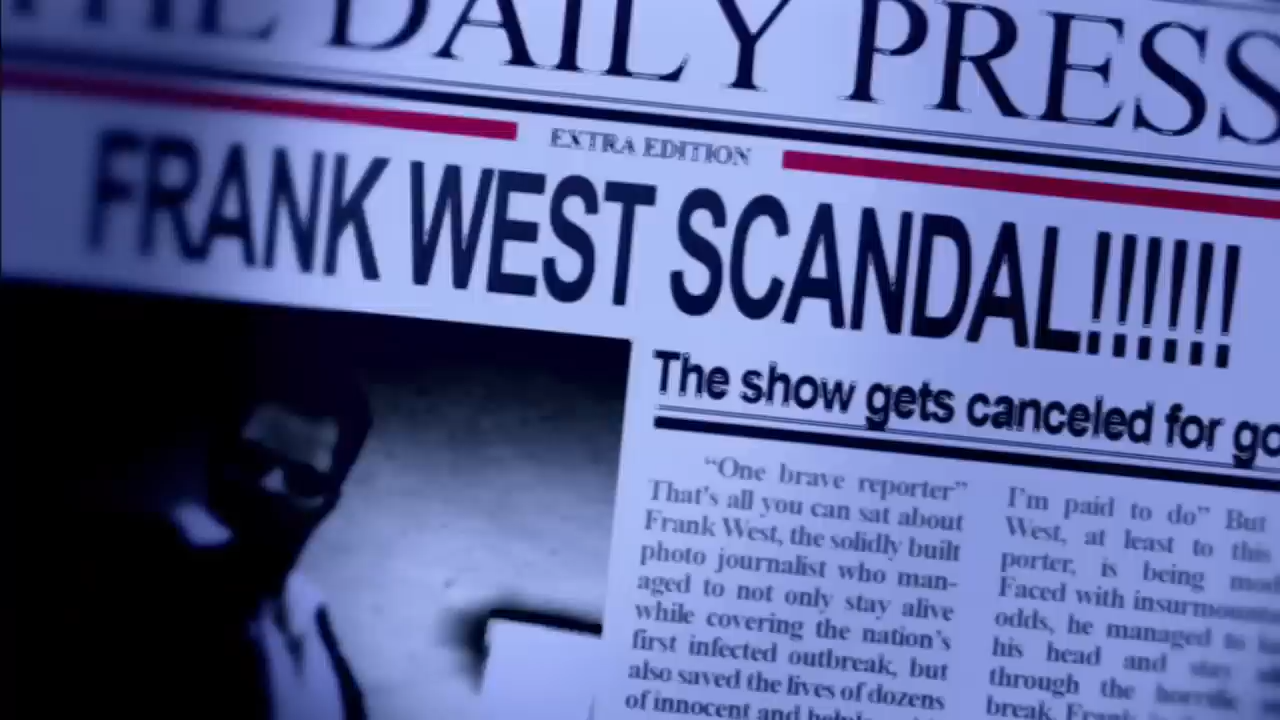 THE DAILY PRESS
EXTRA EDITION
FRANK WEST SCANDAL!!!!!!
The show gets canceled for go
“One brave reporter”
That's all you can sat about
Frank West, the solidly built
photo journalist who man-
aged to not only stay alive
while covering the nation's
first infected outbreak, but
also saved the lives of dozens
of innocent and
I'm paid to do” But
West, at least to this
porter, is being
Faced with
odds, he managed to
his head and stay
through the horrific
break. Frank